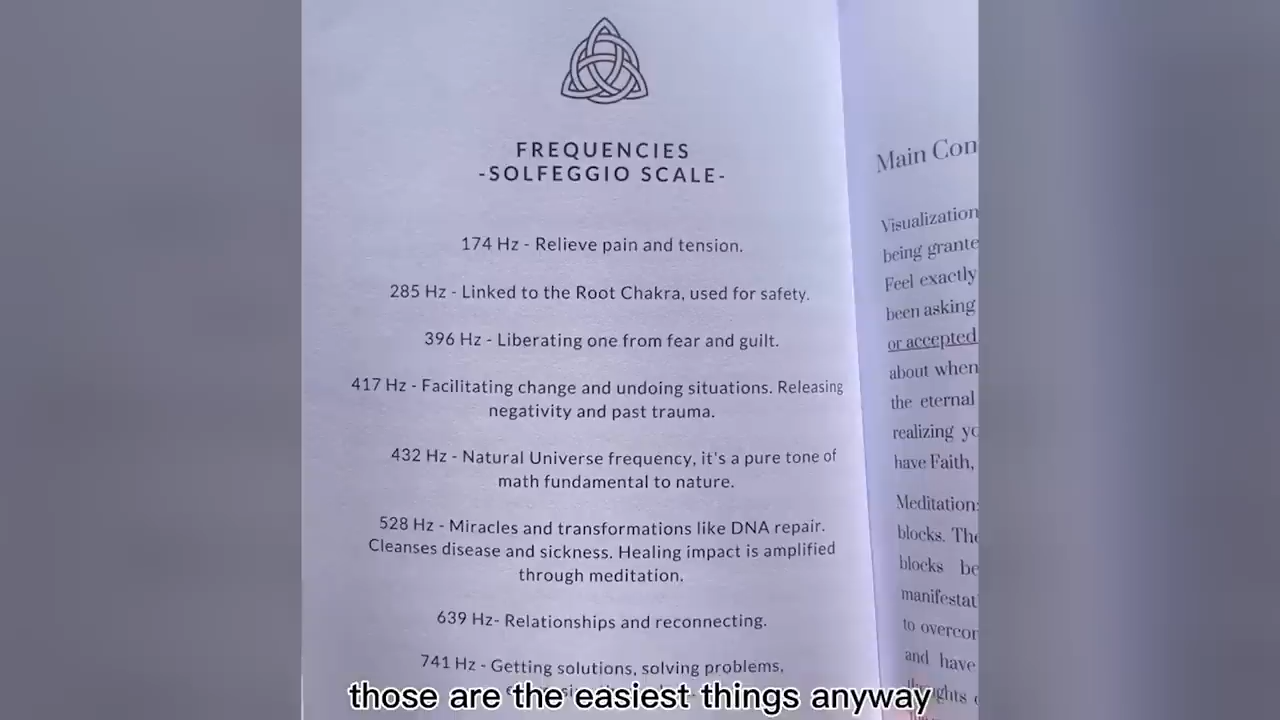 FREQUENCIES
-SOLFEGGIO SCALE-
174 Hz - Relieve pain and tension.
285 Hz - Linked to the Root Chakra, used for safety.
396 Hz - Liberating one from fear and guilt.
417 Hz - Facilitating change and undoing situations. Releasing
negativity and past trauma.
432 Hz - Natural Universe frequency, it's a pure tone of
math fundamental to nature.
528 Hz - Miracles and transformations like DNA repair.
Cleanses disease and sickness. Healing impact is amplified
through meditation.
639 Hz- Relationships and reconnecting.
741 Hz - Getting solutions, solving problems,
Main Con
Visualization
being grante
Feel exactly
been asking
or accepted
about when
the eternal
realizing yo
have Faith,
Meditation:
blocks. The
blocks be
manifestat
to overcor
and have
those are the easiest things anyway